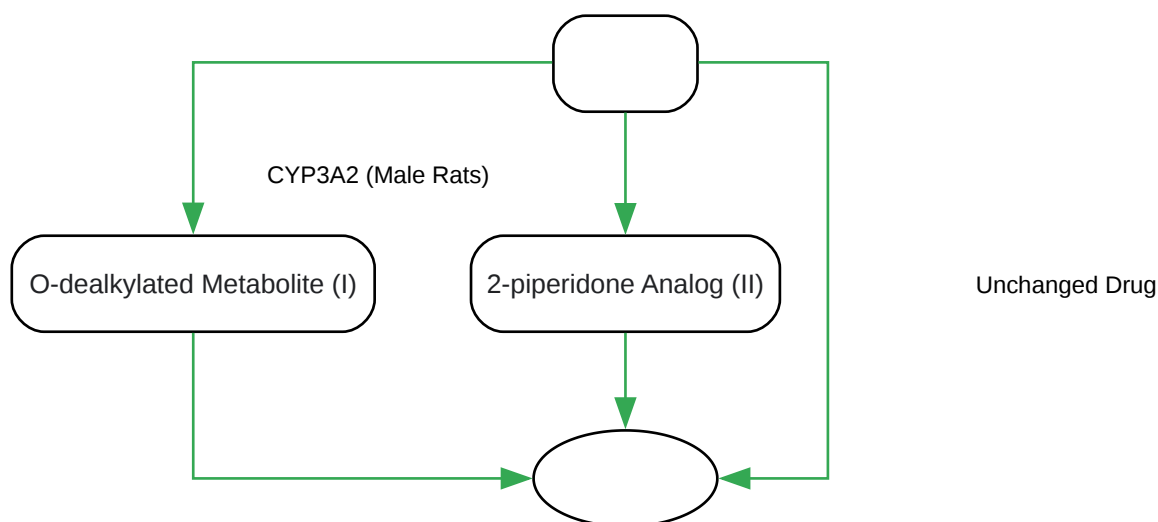 CYP3A2 (Male Rats)
O-dealkylated Metabolite (I)
2-piperidone Analog (II)
Unchanged Drug